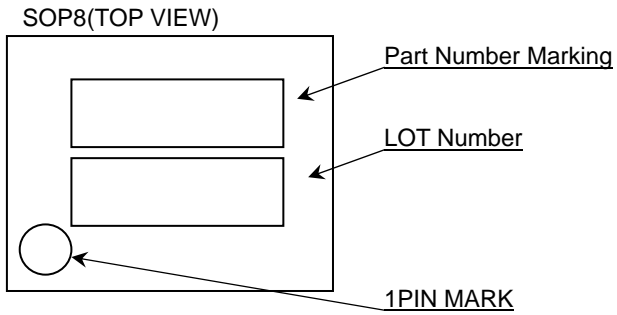 SOP8(TOP VIEW)
Part Number Marking
LOT Number
1PIN MARK